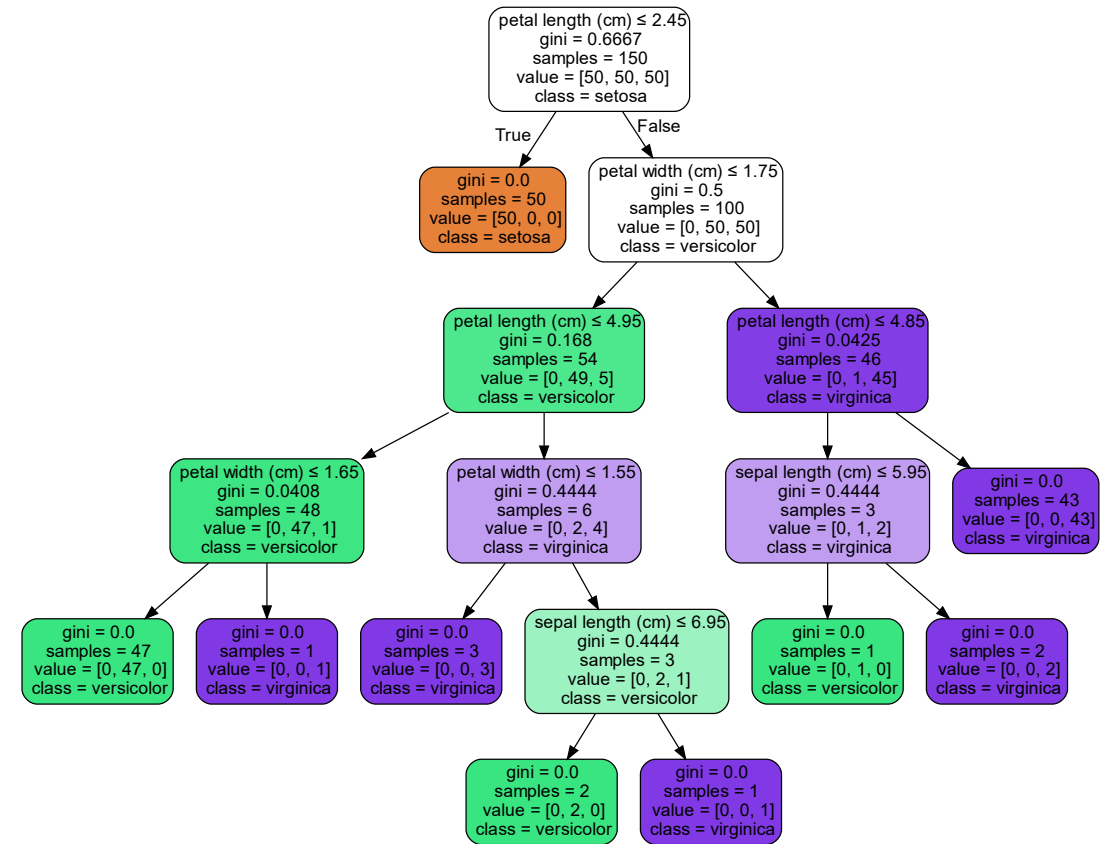 petal length (cm) ≤ 2.45
gini = 0.6667
samples = 150
value = [50, 50, 50]
class = setosa
True
False
gini = 0.0
samples = 50
value = [50, 0, 0]
class = setosa
petal width (cm) ≤ 1.75
gini = 0.5
samples = 100
value = [0, 50, 50]
class = versicolor
petal length (cm) ≤ 4.95
gini = 0.168
samples = 54
value = [0, 49, 5]
class = versicolor
petal length (cm) ≤ 4.85
gini = 0.0425
samples = 46
value = [0, 1, 45]
class = virginica
petal width (cm) ≤ 1.65
gini = 0.0408
samples = 48
value = [0, 47, 1]
class = versicolor
petal width (cm) ≤ 1.55
gini = 0.4444
samples = 6
value = [0, 2, 4]
class = virginica
sepal length (cm) ≤ 5.95
gini = 0.4444
samples = 3
value = [0, 1, 2]
class = virginica
gini = 0.0
samples = 43
value = [0, 0, 43]
class = virginica
gini = 0.0
samples = 47
value = [0, 47, 0]
class = versicolor
gini = 0.0
samples = 1
value = [0, 0, 1]
class = virginica
gini = 0.0
samples = 3
value = [0, 0, 3]
class = virginica
sepal length (cm) ≤ 6.95
gini = 0.4444
samples = 3
value = [0, 2, 1]
class = versicolor
gini = 0.0
samples = 1
value = [0, 1, 0]
class = versicolor
gini = 0.0
samples = 2
value = [0, 0, 2]
class = virginica
gini = 0.0
samples = 2
value = [0, 2, 0]
class = versicolor
gini = 0.0
samples = 1
value = [0, 0, 1]
class = virginica